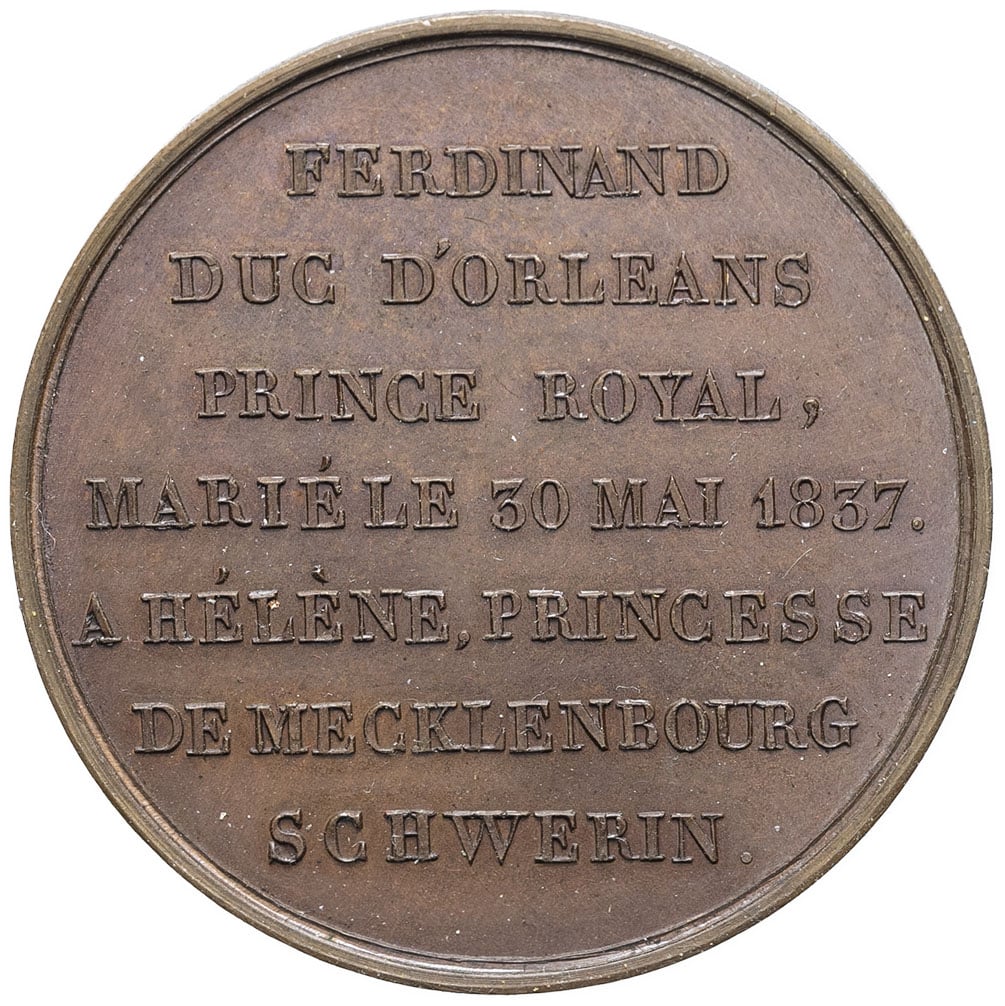 FERDINAND
DUC D'ORLEANS
PRINCE ROYAL,
MARIÉ LE 30 MAI 1837.
A HÉLÈNE, PRINCESSE
DE MECKLENBOURG
SCHWERIN.